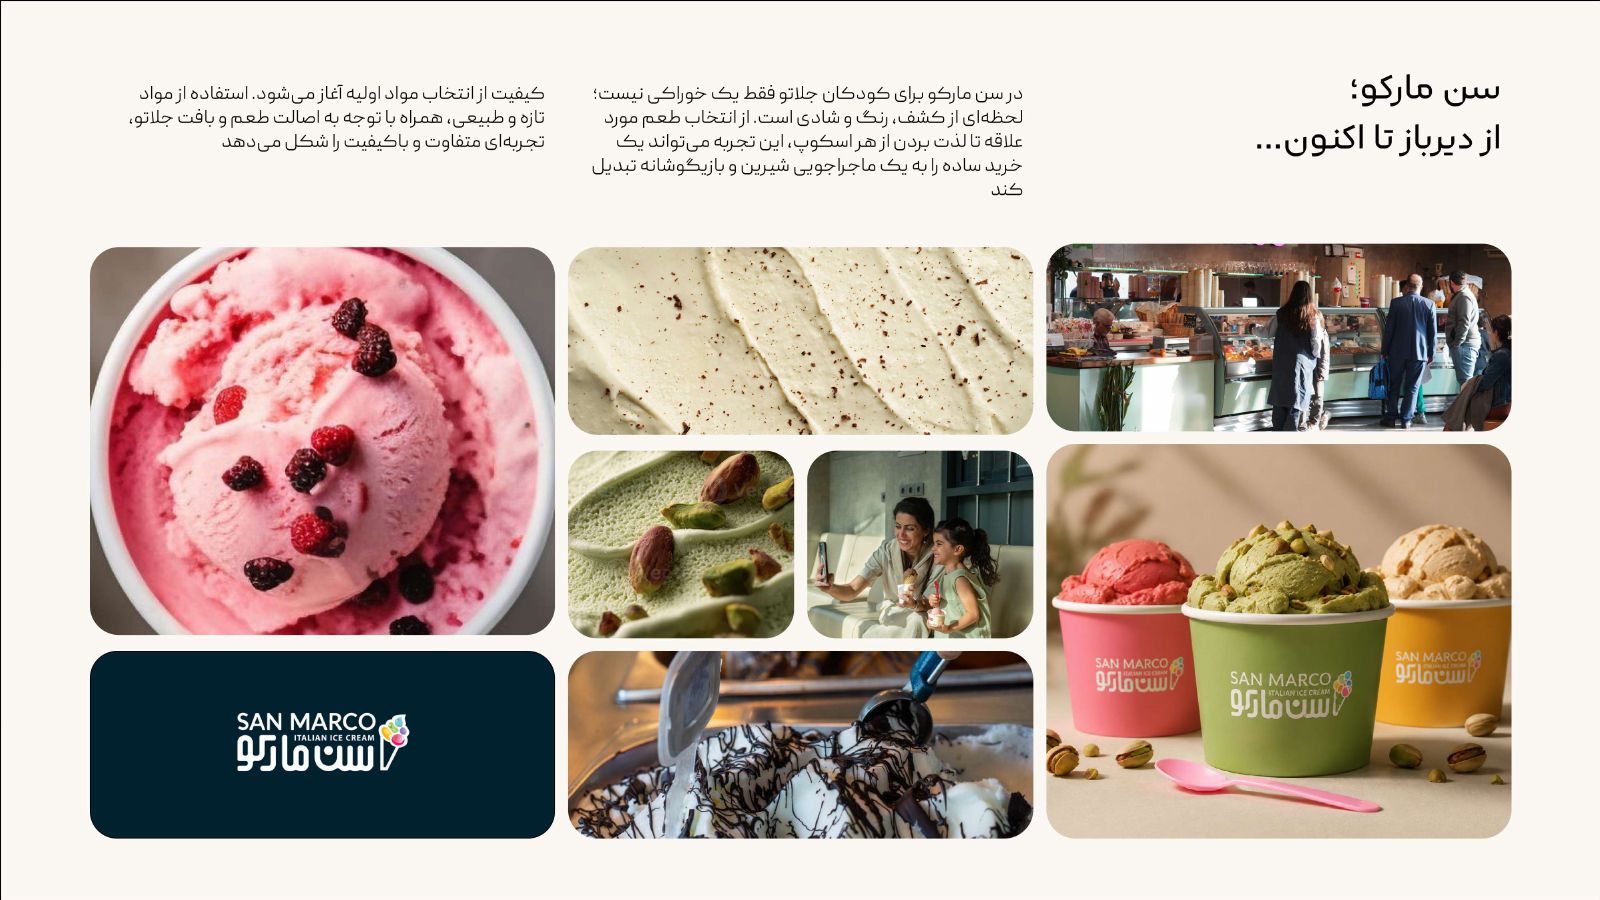 سن مارکو؛
از دیرباز تا اکنون...
در سن مارکو برای کودکان جلاتو فقط یک خوراکی نیست؛
لحظه‌ای از کشف، رنگ و شادی است. از انتخاب طعم مورد
علاقه تا لذت بردن از هر اسکوپ، این تجربه می‌تواند یک
خرید ساده را به یک ماجراجویی شیرین و بازیگوشانه تبدیل
کند
کیفیت از انتخاب مواد اولیه آغاز می‌شود. استفاده از مواد
تازه و طبیعی، همراه با توجه به اصالت طعم و بافت جلاتو،
تجربه‌ای متفاوت و باکیفیت را شکل می‌دهد
SAN MARCO
ITALIAN ICE CREAM
سن مارکو
SAN MARCO
ITALIAN ICE CREAM
سن مارکو
SAN MARCO
ITALIAN ICE CREAM
سن مارکو
SAN MARCO
ITALIAN ICE CREAM
سن مارکو